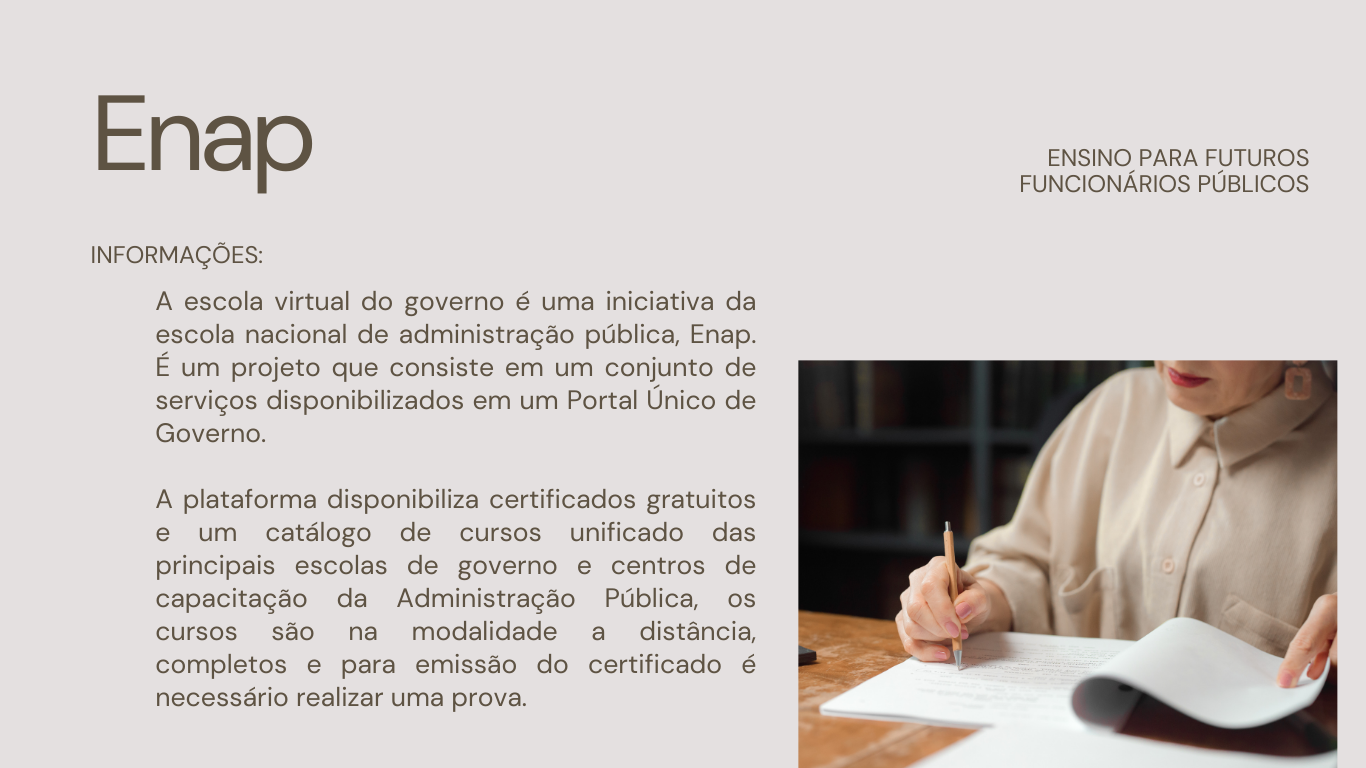 Enap
ENSINO PARA FUTUROS
FUNCIONÁRIOS PÚBLICOS
INFORMAÇÕES:
A escola virtual do governo é uma iniciativa da
escola nacional de administração pública, Enap.
É um projeto que consiste em um conjunto de
serviços disponibilizados em um Portal Único de
Governo.
A plataforma disponibiliza certificados gratuitos
e um catálogo de cursos unificado das
principais escolas de governo e centros de
capacitação da Administração Pública, os
cursos são na modalidade a distância,
completos e para emissão do certificado é
necessário realizar uma prova.